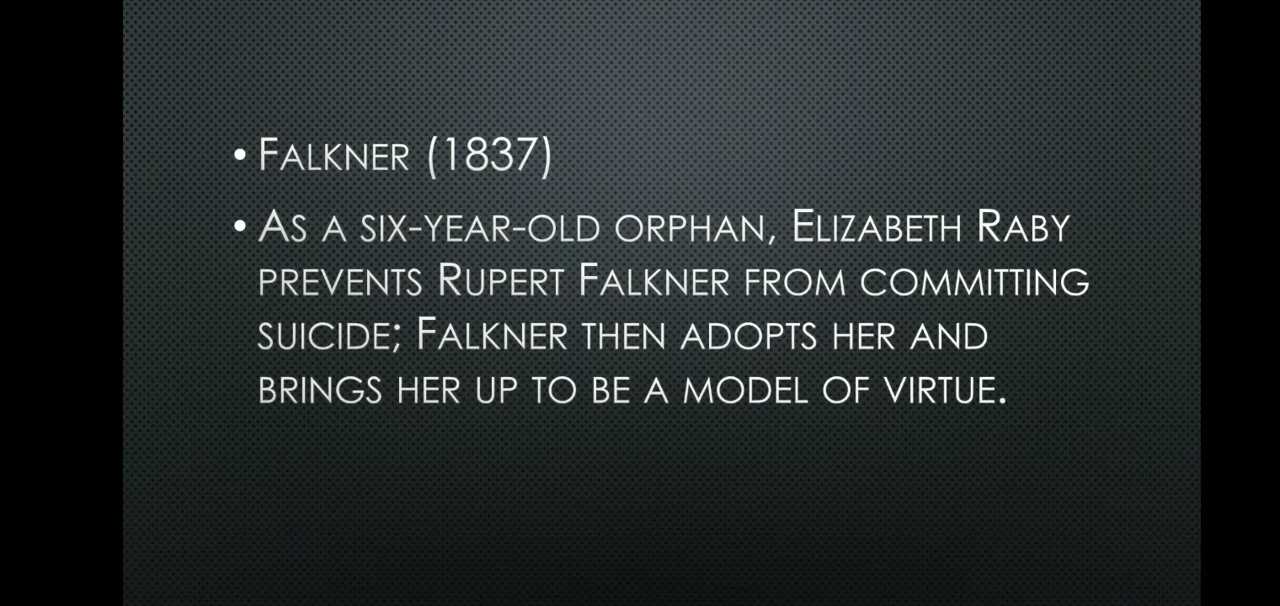 • Falkner (1837)
• As a six-year-old orphan, Elizabeth Raby
prevents Rupert Falkner from committing
suicide; Falkner then adopts her and
brings her up to be a model of virtue.